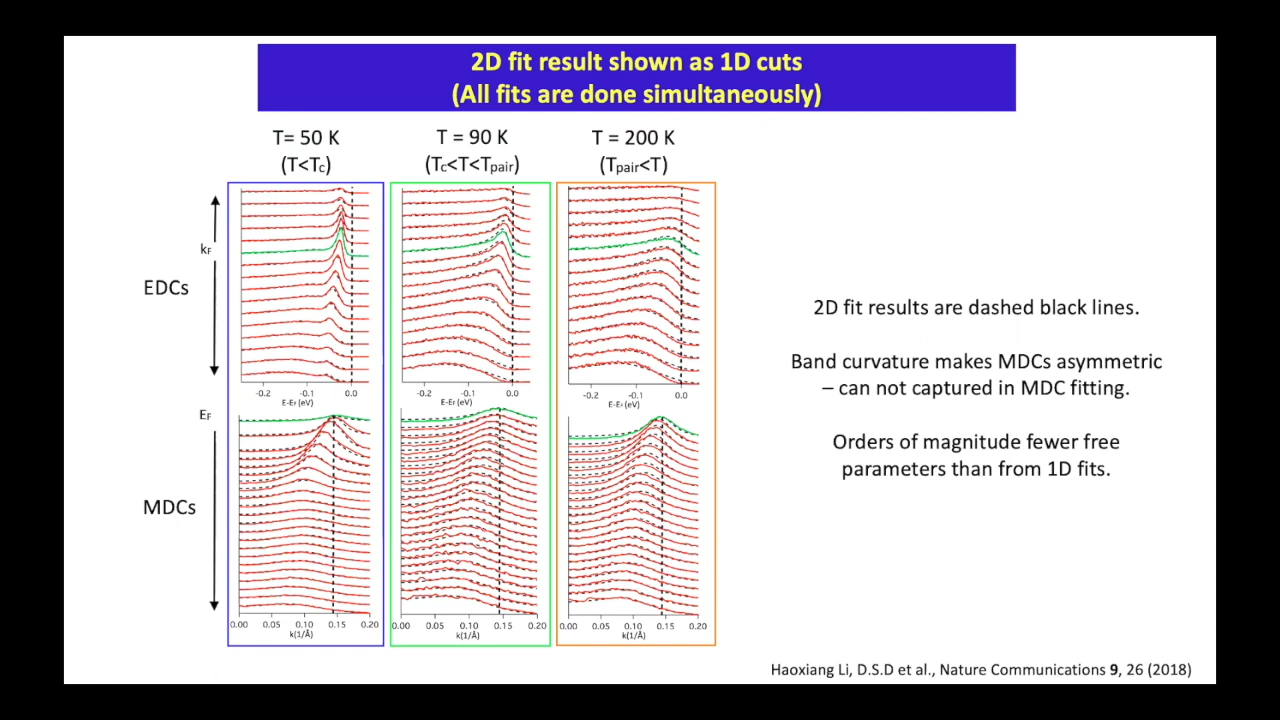 2D fit result shown as 1D cuts
(All fits are done simultaneously)
T= 50 K
(T<Tc)
T = 90 K
(Tc<T<Tpair)
T = 200 K
(Tpair<T)
kF
EDCs
-0.2 -0.1 0.0
E-EF (eV)
-0.2 -0.1 0.0
E-EF (eV)
-0.2 -0.1 0.0
E-EF (eV)
EF
MDCs
0.00 0.05 0.10 0.15 0.20
k(1/Å)
0.00 0.05 0.10 0.15 0.20
k(1/Å)
0.00 0.05 0.10 0.15 0.20
k(1/Å)
2D fit results are dashed black lines.
Band curvature makes MDCs asymmetric
– can not captured in MDC fitting.
Orders of magnitude fewer free
parameters than from 1D fits.
Haoxiang Li, D.S.D et al., Nature Communications 9, 26 (2018)